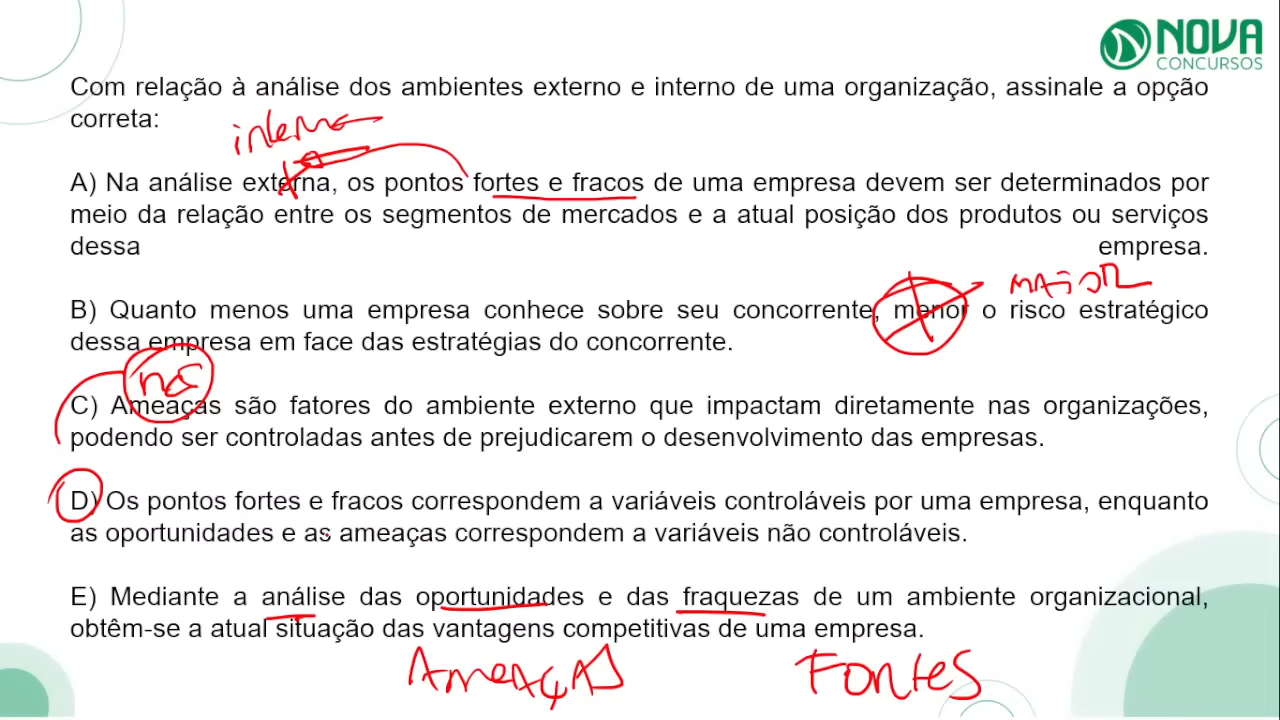 NOVA
CONCURSOS
Com relação à análise dos ambientes externo e interno de uma organização, assinale a opção
correta:
interna
A) Na análise externa, os pontos fortes e fracos de uma empresa devem ser determinados por
meio da relação entre os segmentos de mercados e a atual posição dos produtos ou serviços
dessa empresa.
MAiOR
B) Quanto menos uma empresa conhece sobre seu concorrente, menor o risco estratégico
dessa empresa em face das estratégias do concorrente.
C) Ameaças são fatores do ambiente externo que impactam diretamente nas organizações,
podendo ser controladas antes de prejudicarem o desenvolvimento das empresas.
D) Os pontos fortes e fracos correspondem a variáveis controláveis por uma empresa, enquanto
as oportunidades e as ameaças correspondem a variáveis não controláveis.
E) Mediante a análise das oportunidades e das fraquezas de um ambiente organizacional,
obtêm-se a atual situação das vantagens competitivas de uma empresa.
AmeAçAS ForteS